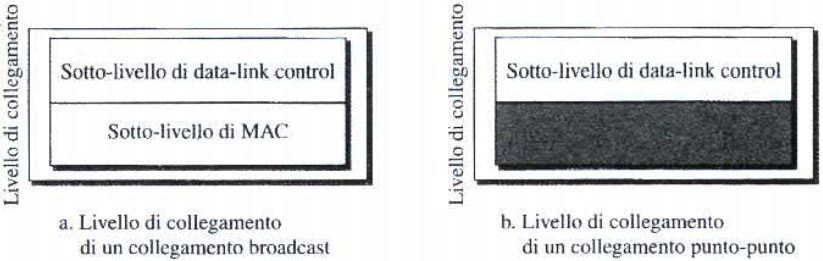 Livello di collegamento
Sotto-livello di data-link control
Sotto-livello di MAC
a. Livello di collegamento
di un collegamento broadcast
Livello di collegamento
Sotto-livello di data-link control
b. Livello di collegamento
di un collegamento punto-punto